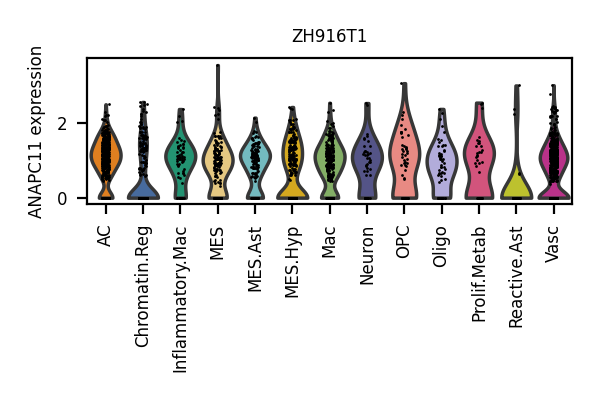 ZH916T1
ANAPC11 expression
2
0
AC
Chromatin.Reg
Inflammatory.Mac
MES
MES.Ast
MES.Hyp
Mac
Neuron
OPC
Oligo
Prolif.Metab
Reactive.Ast
Vasc